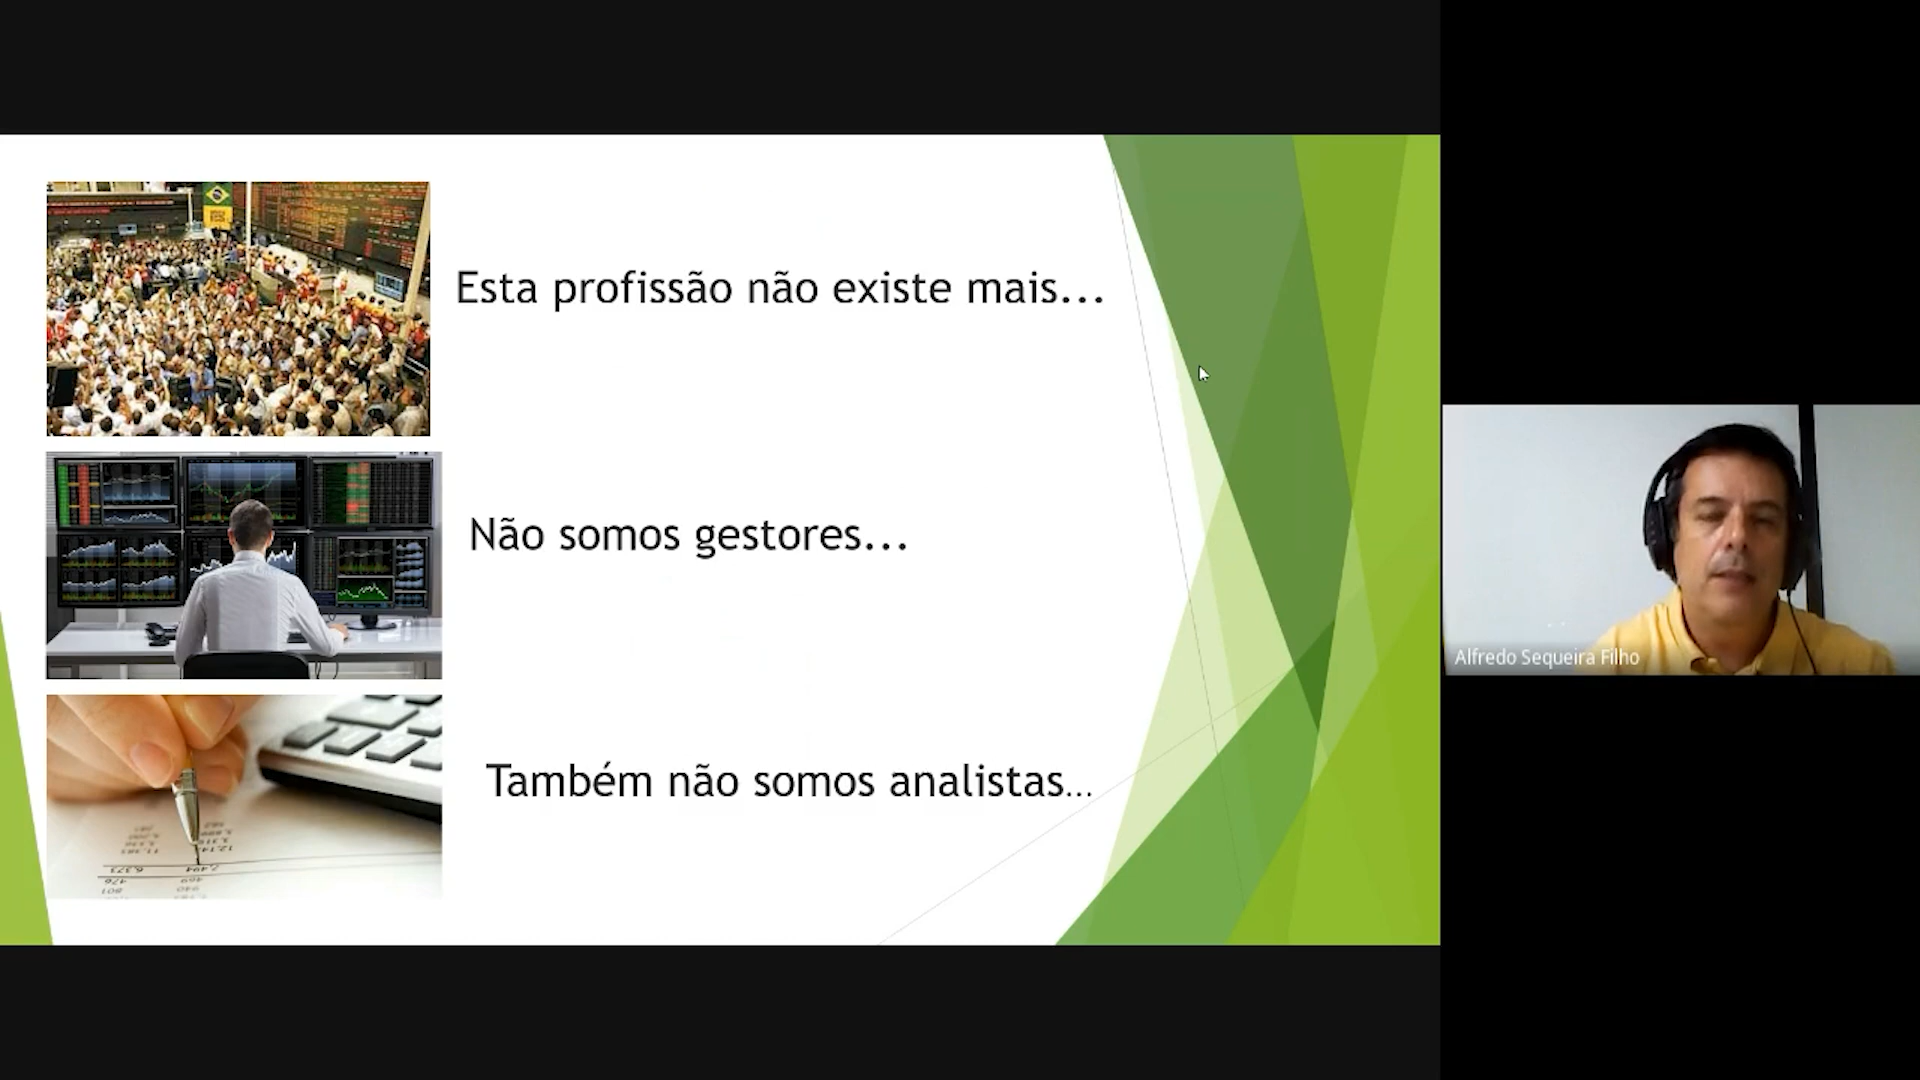 Esta profissão não existe mais...
Não somos gestores...
Também não somos analistas...
Alfredo Sequeira Filho